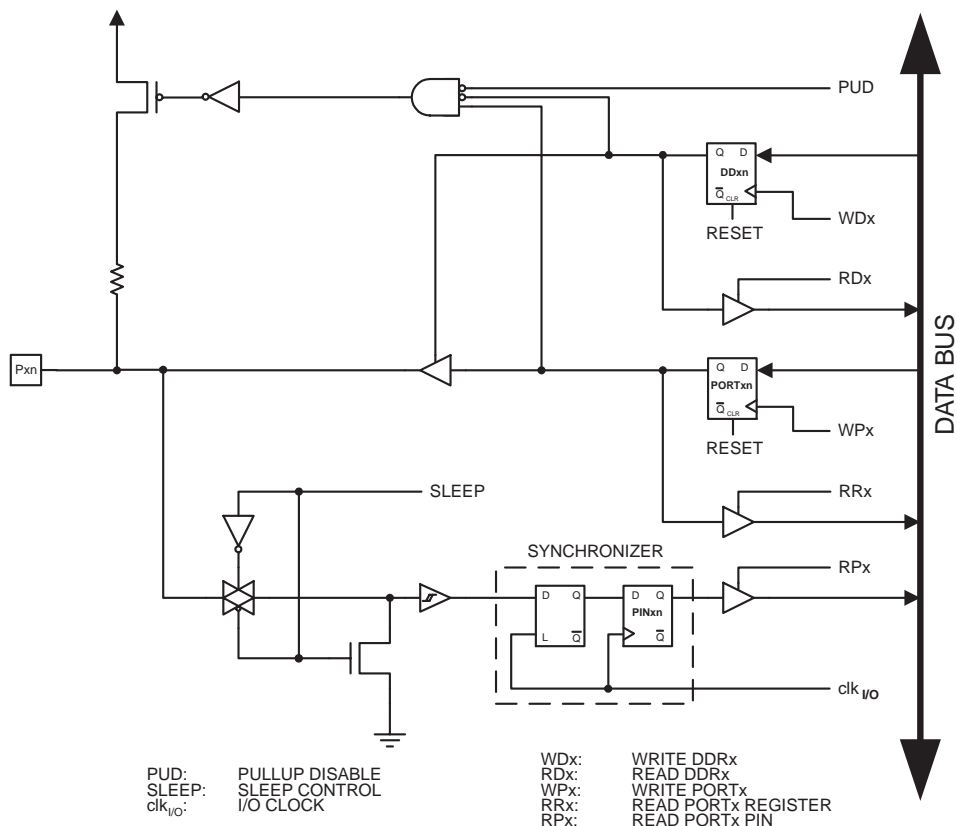 PUD
Q D
DDxn
Q CLR
WDx
RESET
RDx
Pxn
Q D
PORTxn
Q CLR
WPx
RESET
DATA BUS
SLEEP
RRx
SYNCHRONIZER
RPx
D Q
D Q
PINxn
L Q
Q
clk I/O
PUD: PULLUP DISABLE
SLEEP: SLEEP CONTROL
clkI/O: I/O CLOCK
WDx: WRITE DDRx
RDx: READ DDRx
WPx: WRITE PORTx
RRx: READ PORTx REGISTER
RPx: READ PORTx PIN